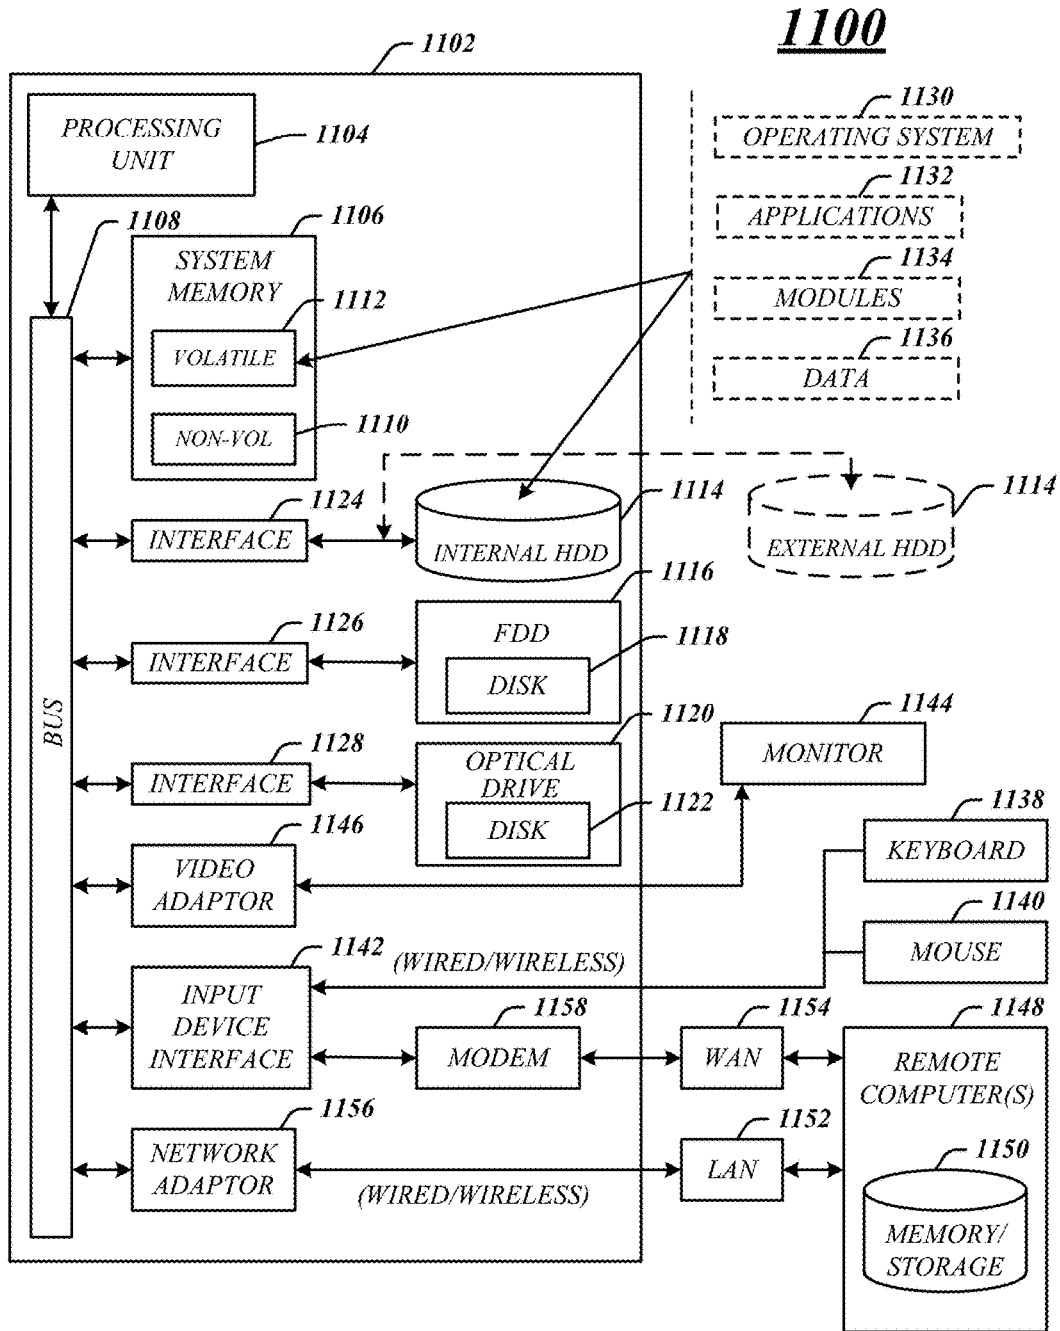 1100
1102
PROCESSING
UNIT
1104
1130
OPERATING SYSTEM
1132
APPLICATIONS
1134
MODULES
1136
DATA
1108
1106
SYSTEM
MEMORY
1112
VOLATILE
1110
NON-VOL
1124
INTERFACE
1114
INTERNAL HDD
1114
EXTERNAL HDD
1116
FDD
1118
DISK
1126
INTERFACE
BUS
1120
OPTICAL
DRIVE
1122
DISK
1128
INTERFACE
1144
MONITOR
1146
VIDEO
ADAPTOR
1138
KEYBOARD
1140
MOUSE
1142
INPUT
DEVICE
INTERFACE
(WIRED/WIRELESS)
1158
MODEM
1154
WAN
1148
REMOTE
COMPUTER(S)
1156
NETWORK
ADAPTOR
(WIRED/WIRELESS)
1152
LAN
1150
MEMORY/
STORAGE